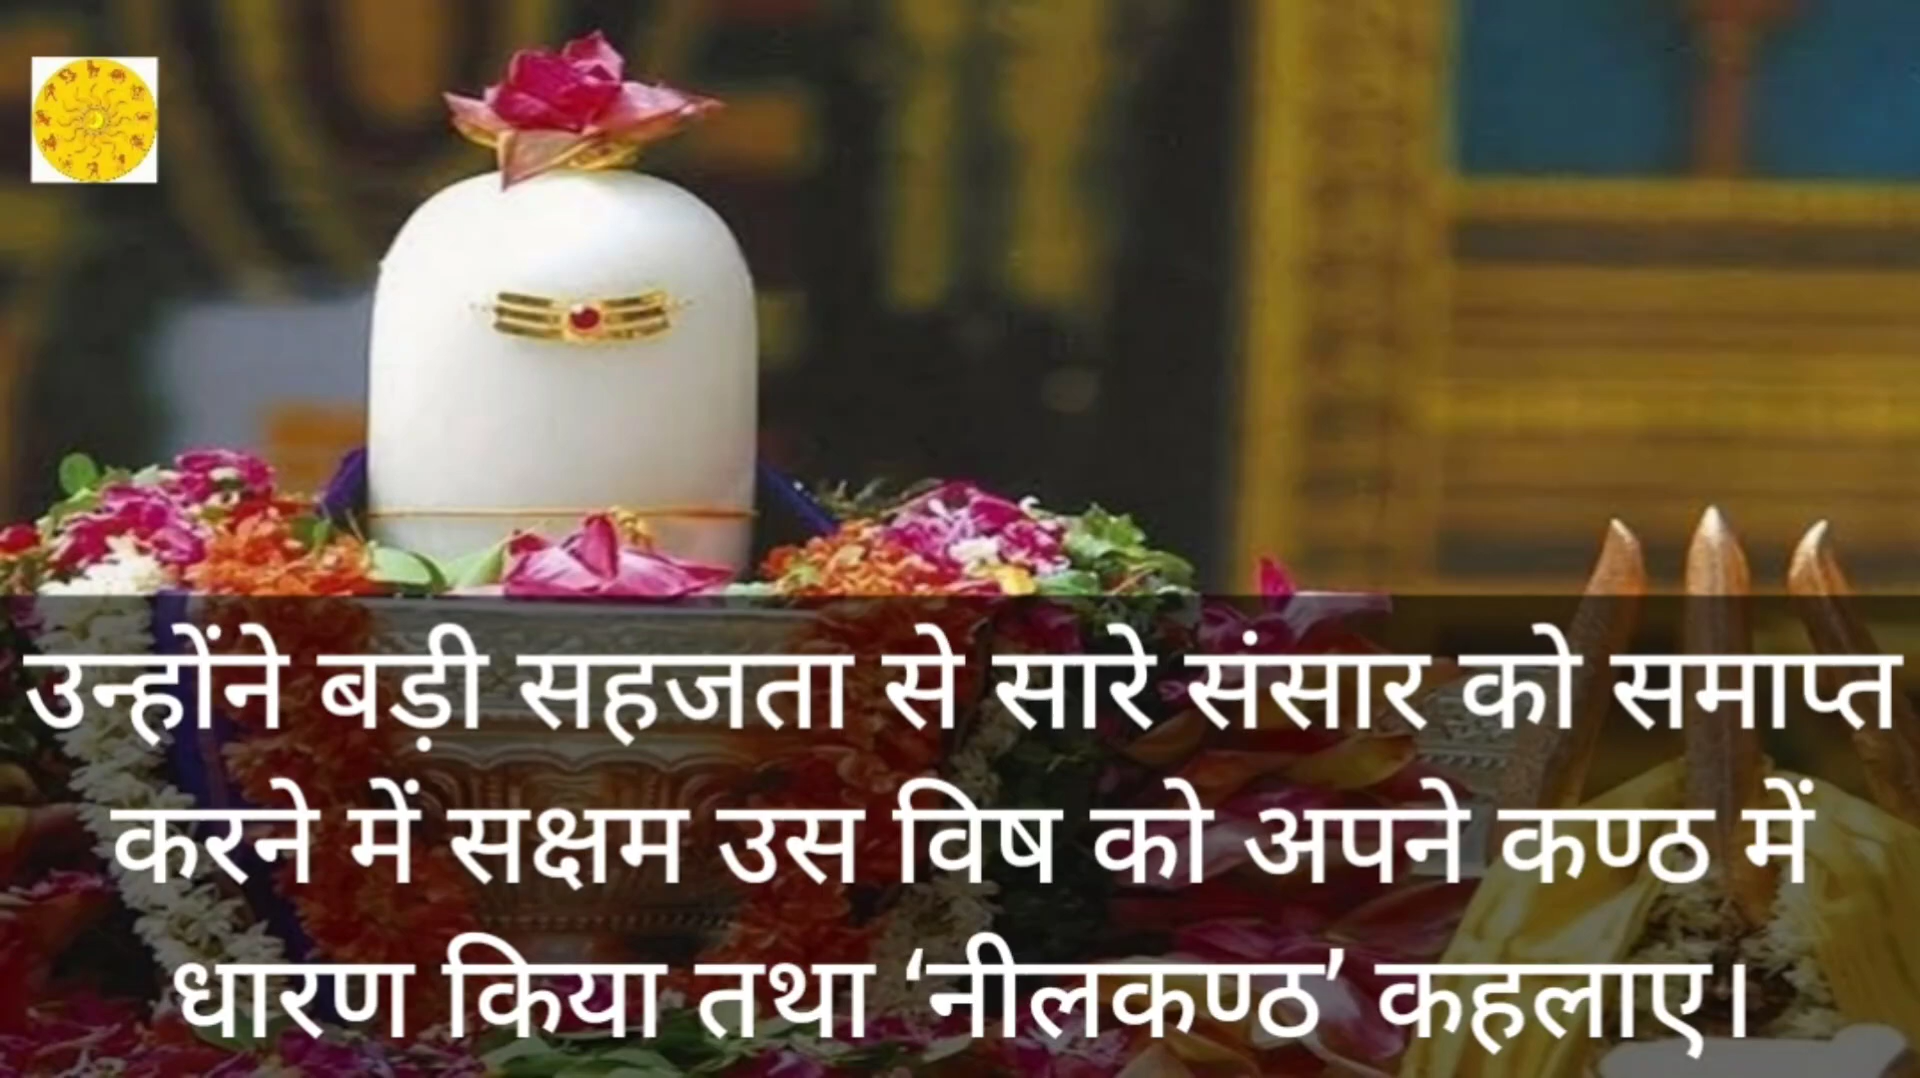 उन्होंने बड़ी सहजता से सारे संसार को समाप्त
करने में सक्षम उस विष को अपने कण्ठ में
धारण किया तथा ‘नीलकण्ठ’ कहलाए।